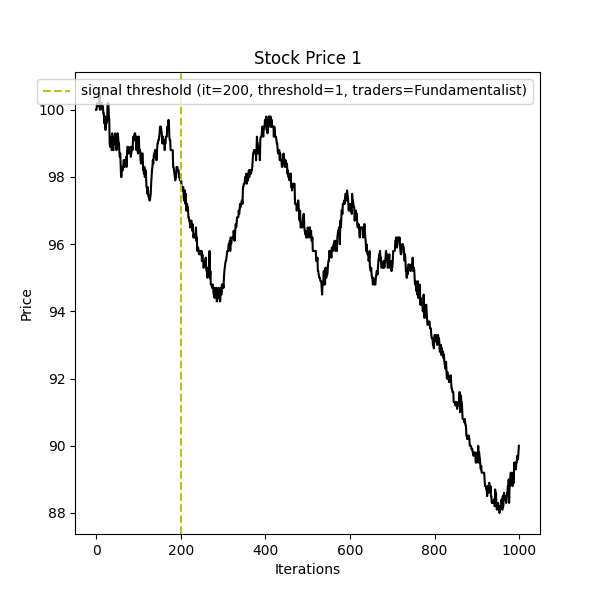 Stock Price 1
signal threshold (it=200, threshold=1, traders=Fundamentalist)
100
98
96
94
92
90
88
Price
0 200 400 600 800 1000
Iterations